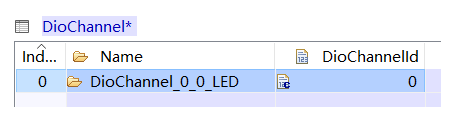 DioChannel*
Ind... Name DioChannelId
0 DioChannel_0_0_LED 0